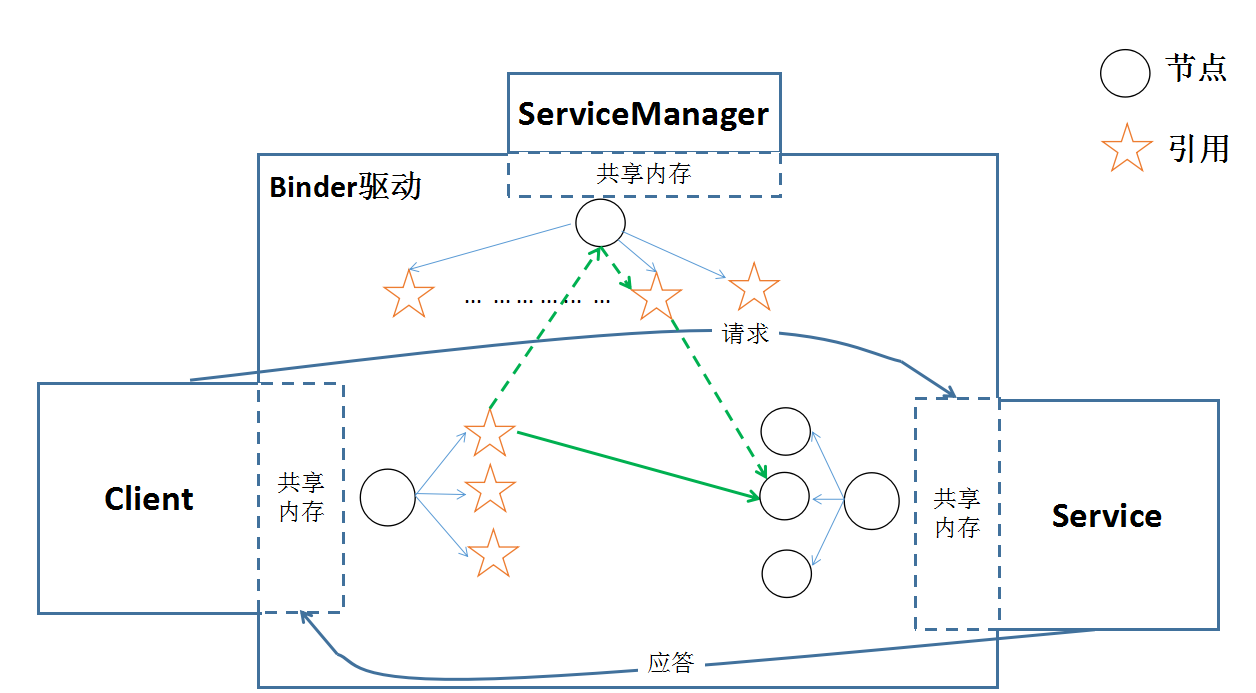 节点
ServiceManager
引用
共享内存
Binder驱动
... ... ... ...... ...
请求
Client
共享
内存
共享
内存
Service
应答